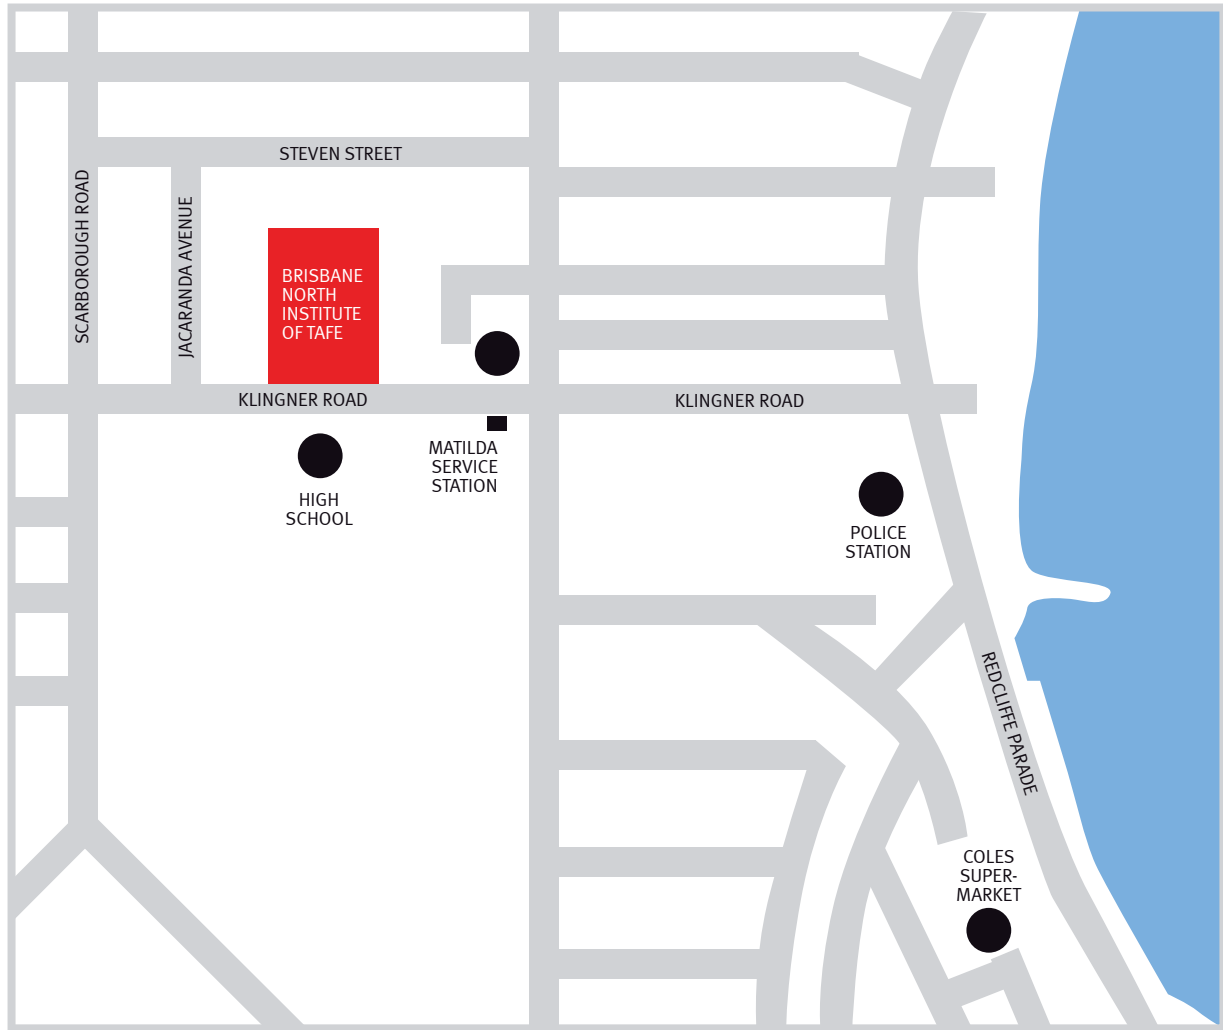 STEVEN STREET
SCARBOROUGH ROAD
JACARANDA AVENUE
BRISBANE
NORTH
INSTITUTE
OF TAFE
KLINGNER ROAD
KLINGNER ROAD
MATILDA
SERVICE
STATION
HIGH
SCHOOL
POLICE
STATION
REDCLIFFE PARADE
COLES
SUPER-
MARKET